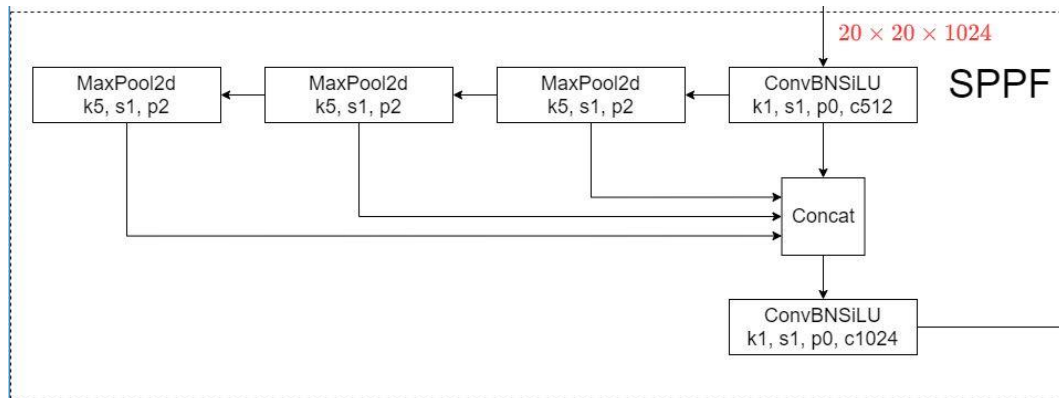 20 × 20 × 1024
SPPF
MaxPool2d
k5, s1, p2
MaxPool2d
k5, s1, p2
MaxPool2d
k5, s1, p2
ConvBNSiLU
k1, s1, p0, c512
Concat
ConvBNSiLU
k1, s1, p0, c1024